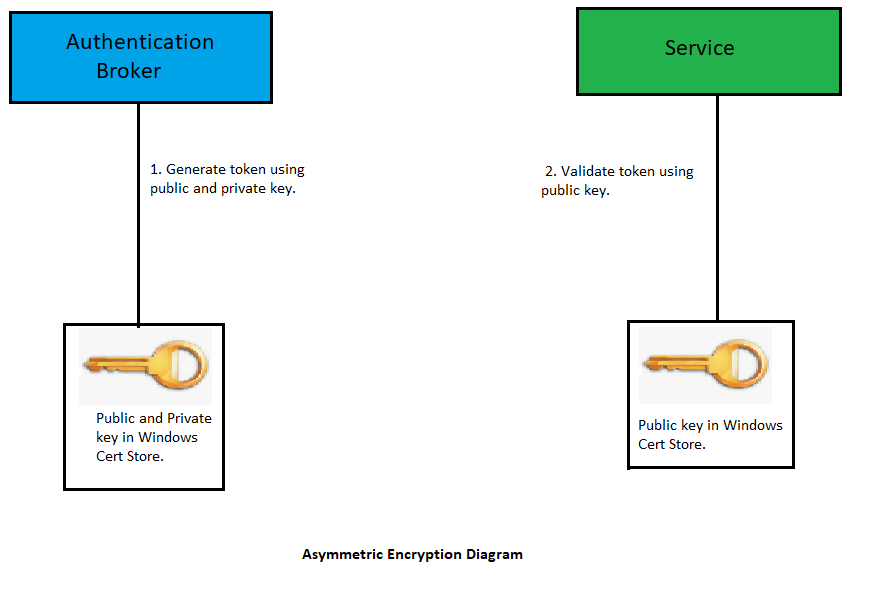 Authentication
Broker
Service
1. Generate token using
public and private key.
2. Validate token using
public key.
Public and Private
key in Windows
Cert Store.
Public key in Windows
Cert Store.
Asymmetric Encryption Diagram